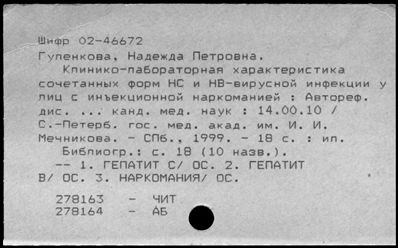 Шифр 02-46672
Гуленкова, Надежда Петровна.
Клинико-лабораторная характеристика
сочетанных форм НС и НВ-вирусной инфекции у
лиц с инъекционной наркоманией : Автореф.
дис. ... канд. мед. наук : 14.00.10 /
С.-Петерб. гос. мед. акад. им. И. И.
Мечникова. - СПб., 1999. - 18 с. : ил.
Библиогр.: с. 18 (10 назв.).
-- 1. ГЕПАТИТ С/ ОС. 2. ГЕПАТИТ
В/ ОС. 3. НАРКОМАНИЯ/ ОС.
278163 - ЧИТ
278164 - АБ